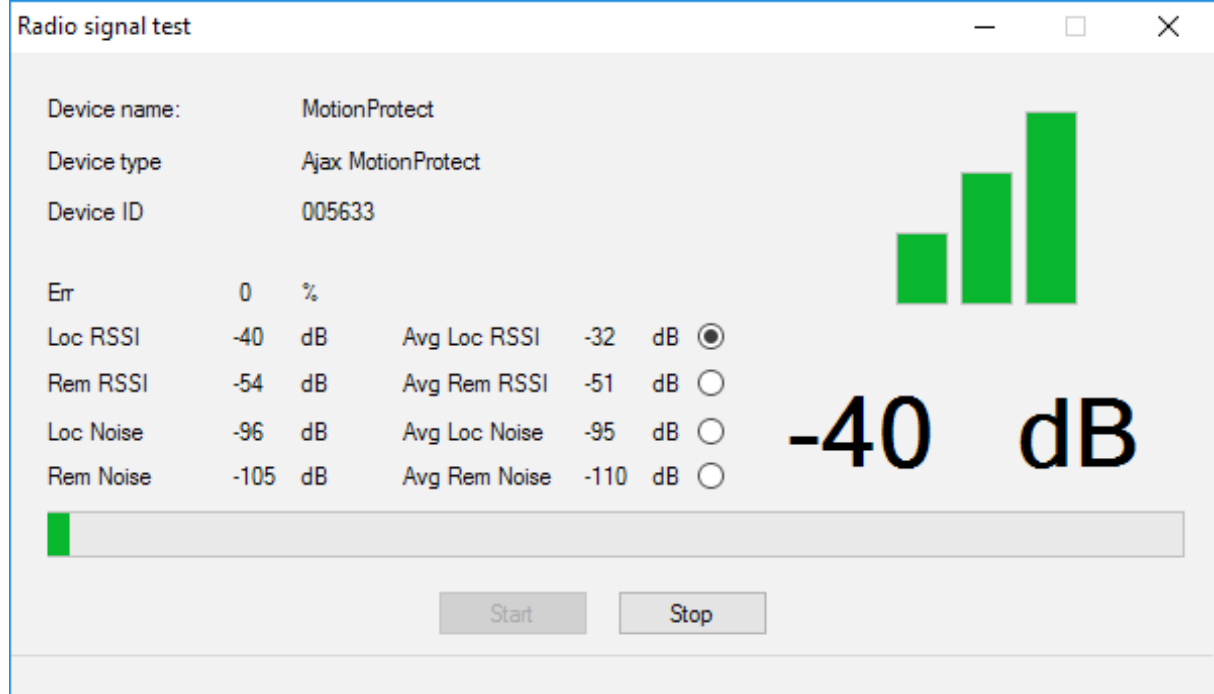 Radio signal test
Device name: MotionProtect
Device type Ajax MotionProtect
Device ID 005633
Err 0 %
Loc RSSI -40 dB Avg Loc RSSI -32 dB
Rem RSSI -54 dB Avg Rem RSSI -51 dB
Loc Noise -96 dB Avg Loc Noise -95 dB
Rem Noise -105 dB Avg Rem Noise -110 dB
-40 dB
Start Stop